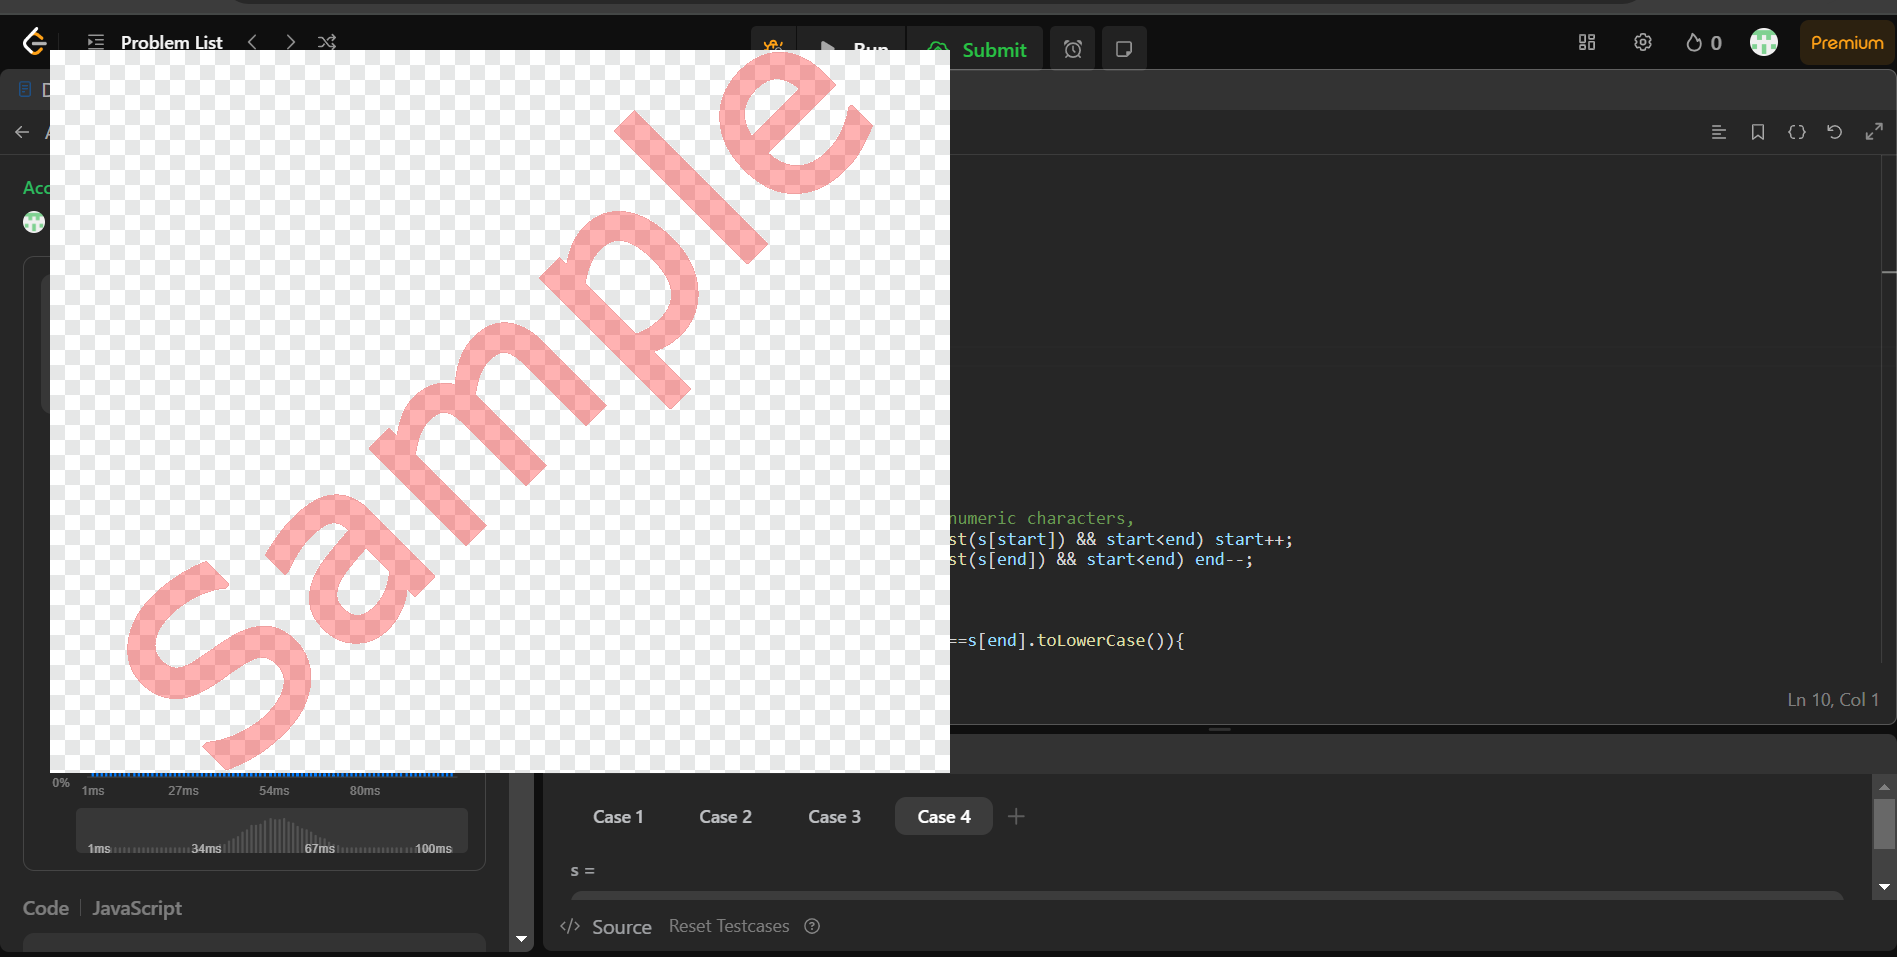 Problem List
Run
Submit
0
Premium
D
A
Acc
Sample
numeric characters,
st(s[start]) && start<end) start++;
st(s[end]) && start<end) end--;
==s[end].toLowerCase()){
Ln 10, Col 1
0%
1ms 27ms 54ms 80ms
1ms 34ms 67ms 100ms
Case 1 Case 2 Case 3 Case 4
s =
Code JavaScript
</> Source Reset Testcases